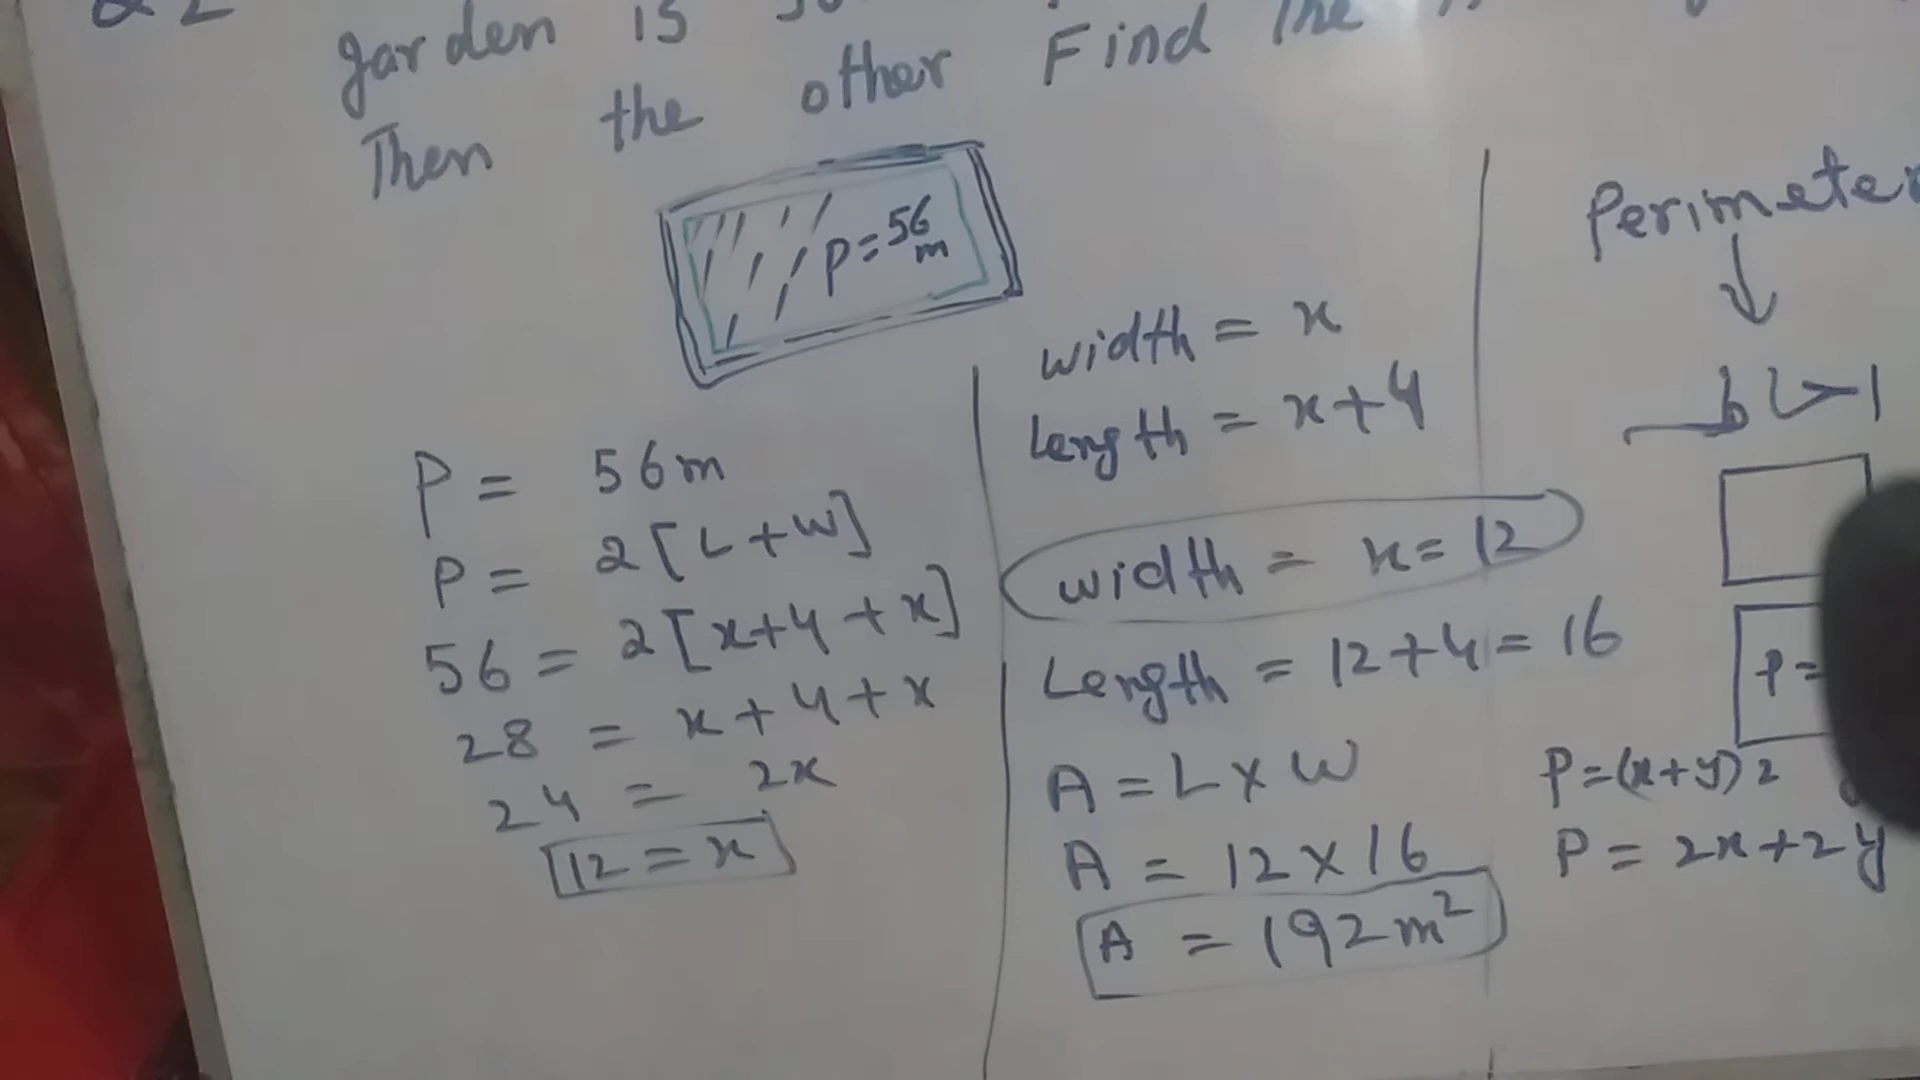 garden is
Then the other Find the
P=56
m
P = 56m
P = 2[L+W]
56 = 2[x+4+x]
28 = x+4+x
24 = 2x
12 = x
width = x
length = x+4
width = x=12
Length = 12+4=16
A = L×W
A = 12×16
A = 192m²
Perimeter
P=
P=(x+y)2
P = 2x+2y